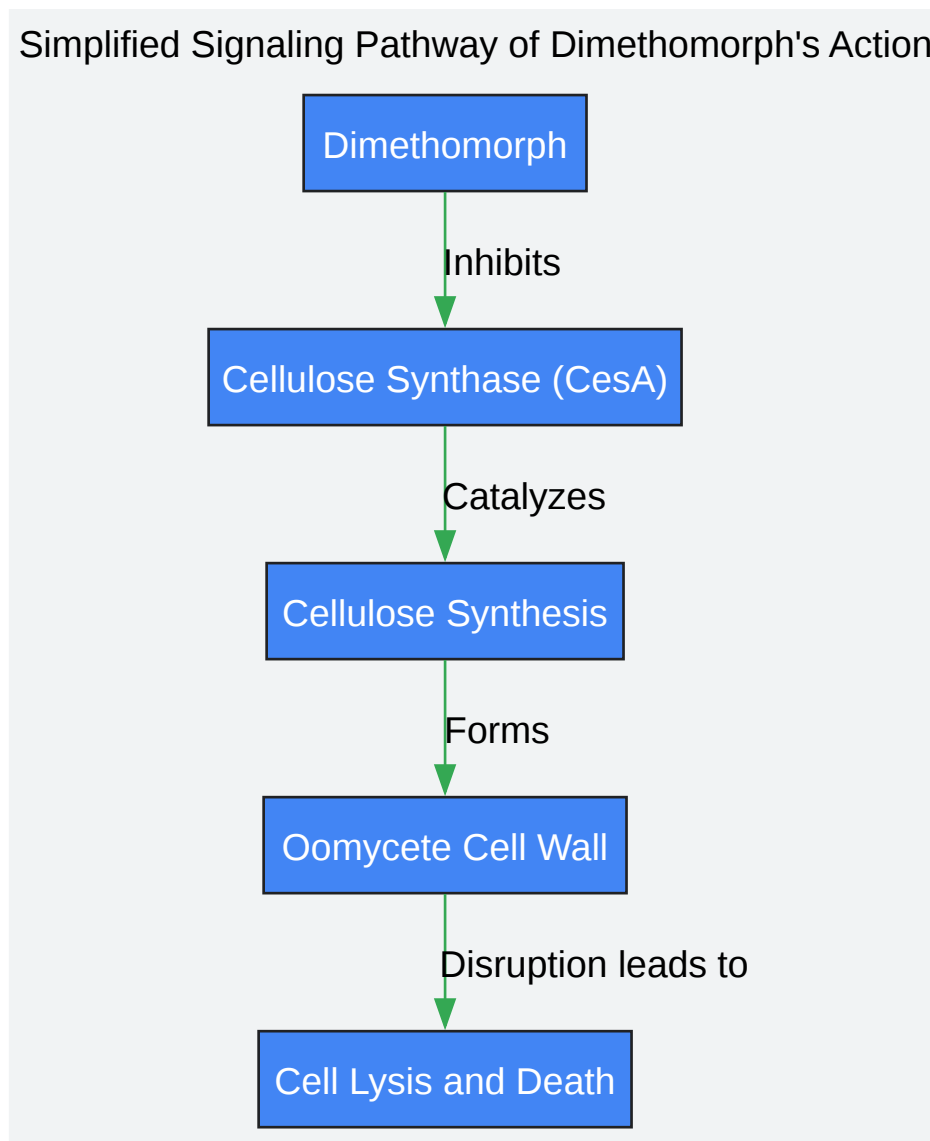 Simplified Signaling Pathway of Dimethomorph's Action
Dimethomorph
Inhibits
Cellulose Synthase (CesA)
Catalyzes
Cellulose Synthesis
Forms
Oomycete Cell Wall
Disruption leads to
Cell Lysis and Death